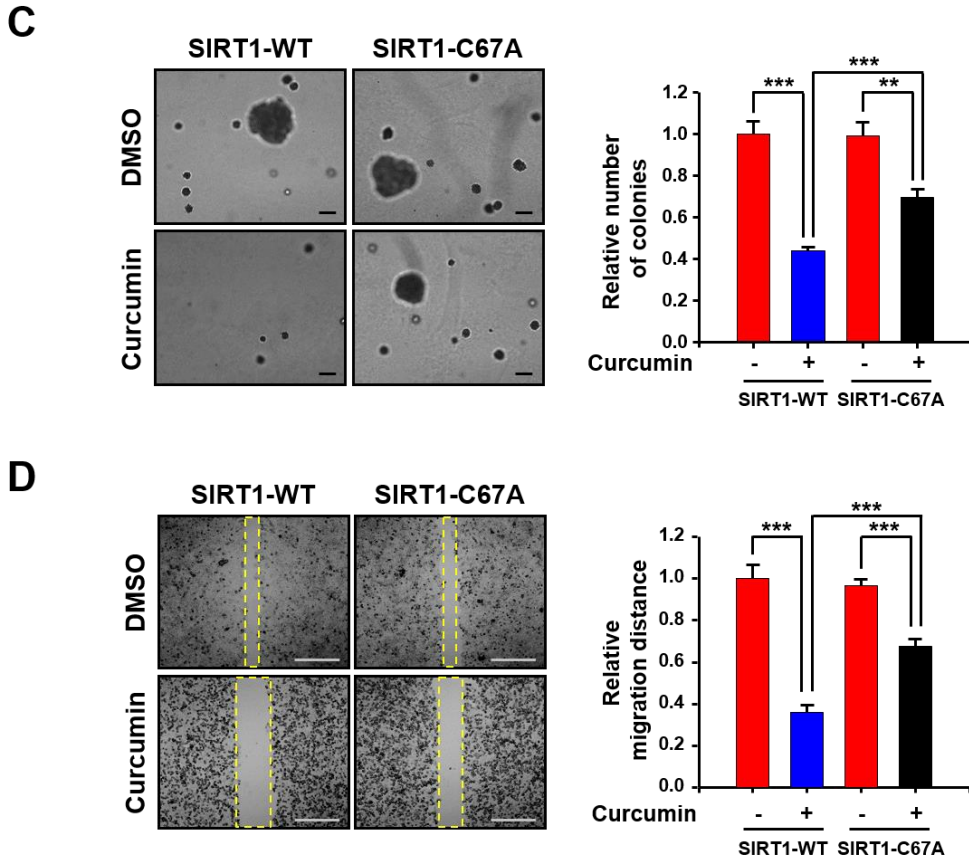 C
SIRT1-WT SIRT1-C67A
DMSO
Curcumin
Relative number
of colonies
1.2
1.0
0.8
0.6
0.4
0.2
0.0
*** ** ***
Curcumin - + - +
SIRT1-WT SIRT1-C67A
D
SIRT1-WT SIRT1-C67A
DMSO
Curcumin
Relative
migration distance
1.2
1.0
0.8
0.6
0.4
0.2
0.0
*** *** ***
Curcumin - + - +
SIRT1-WT SIRT1-C67A